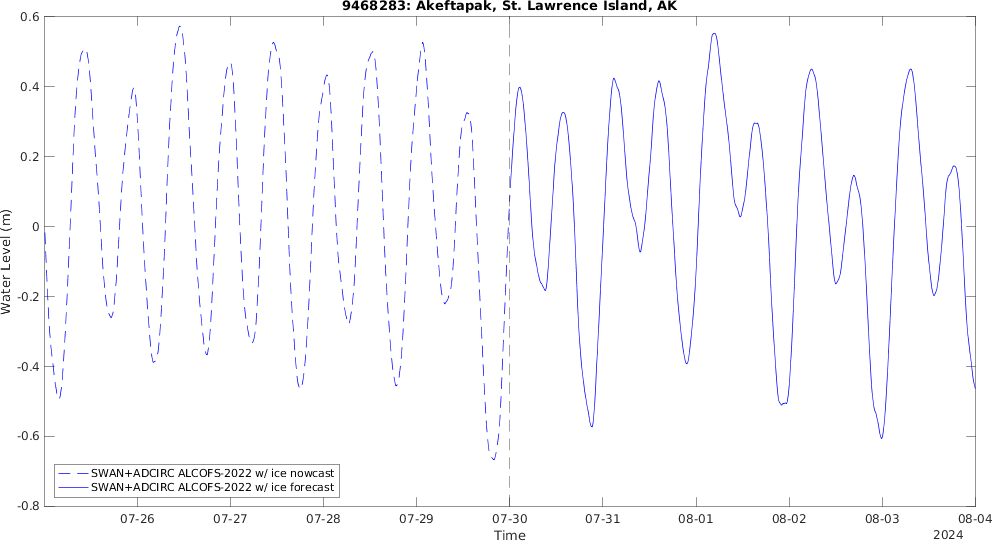 9468283: Akeftapak, St. Lawrence Island, AK
0.6
0.4
0.2
0
-0.2
-0.4
-0.6
-0.8
Water Level (m)
SWAN+ADCIRC ALCOFS-2022 w/ ice nowcast
SWAN+ADCIRC ALCOFS-2022 w/ ice forecast
07-26 07-27 07-28 07-29 07-30 07-31 08-01 08-02 08-03 08-04
Time
2024